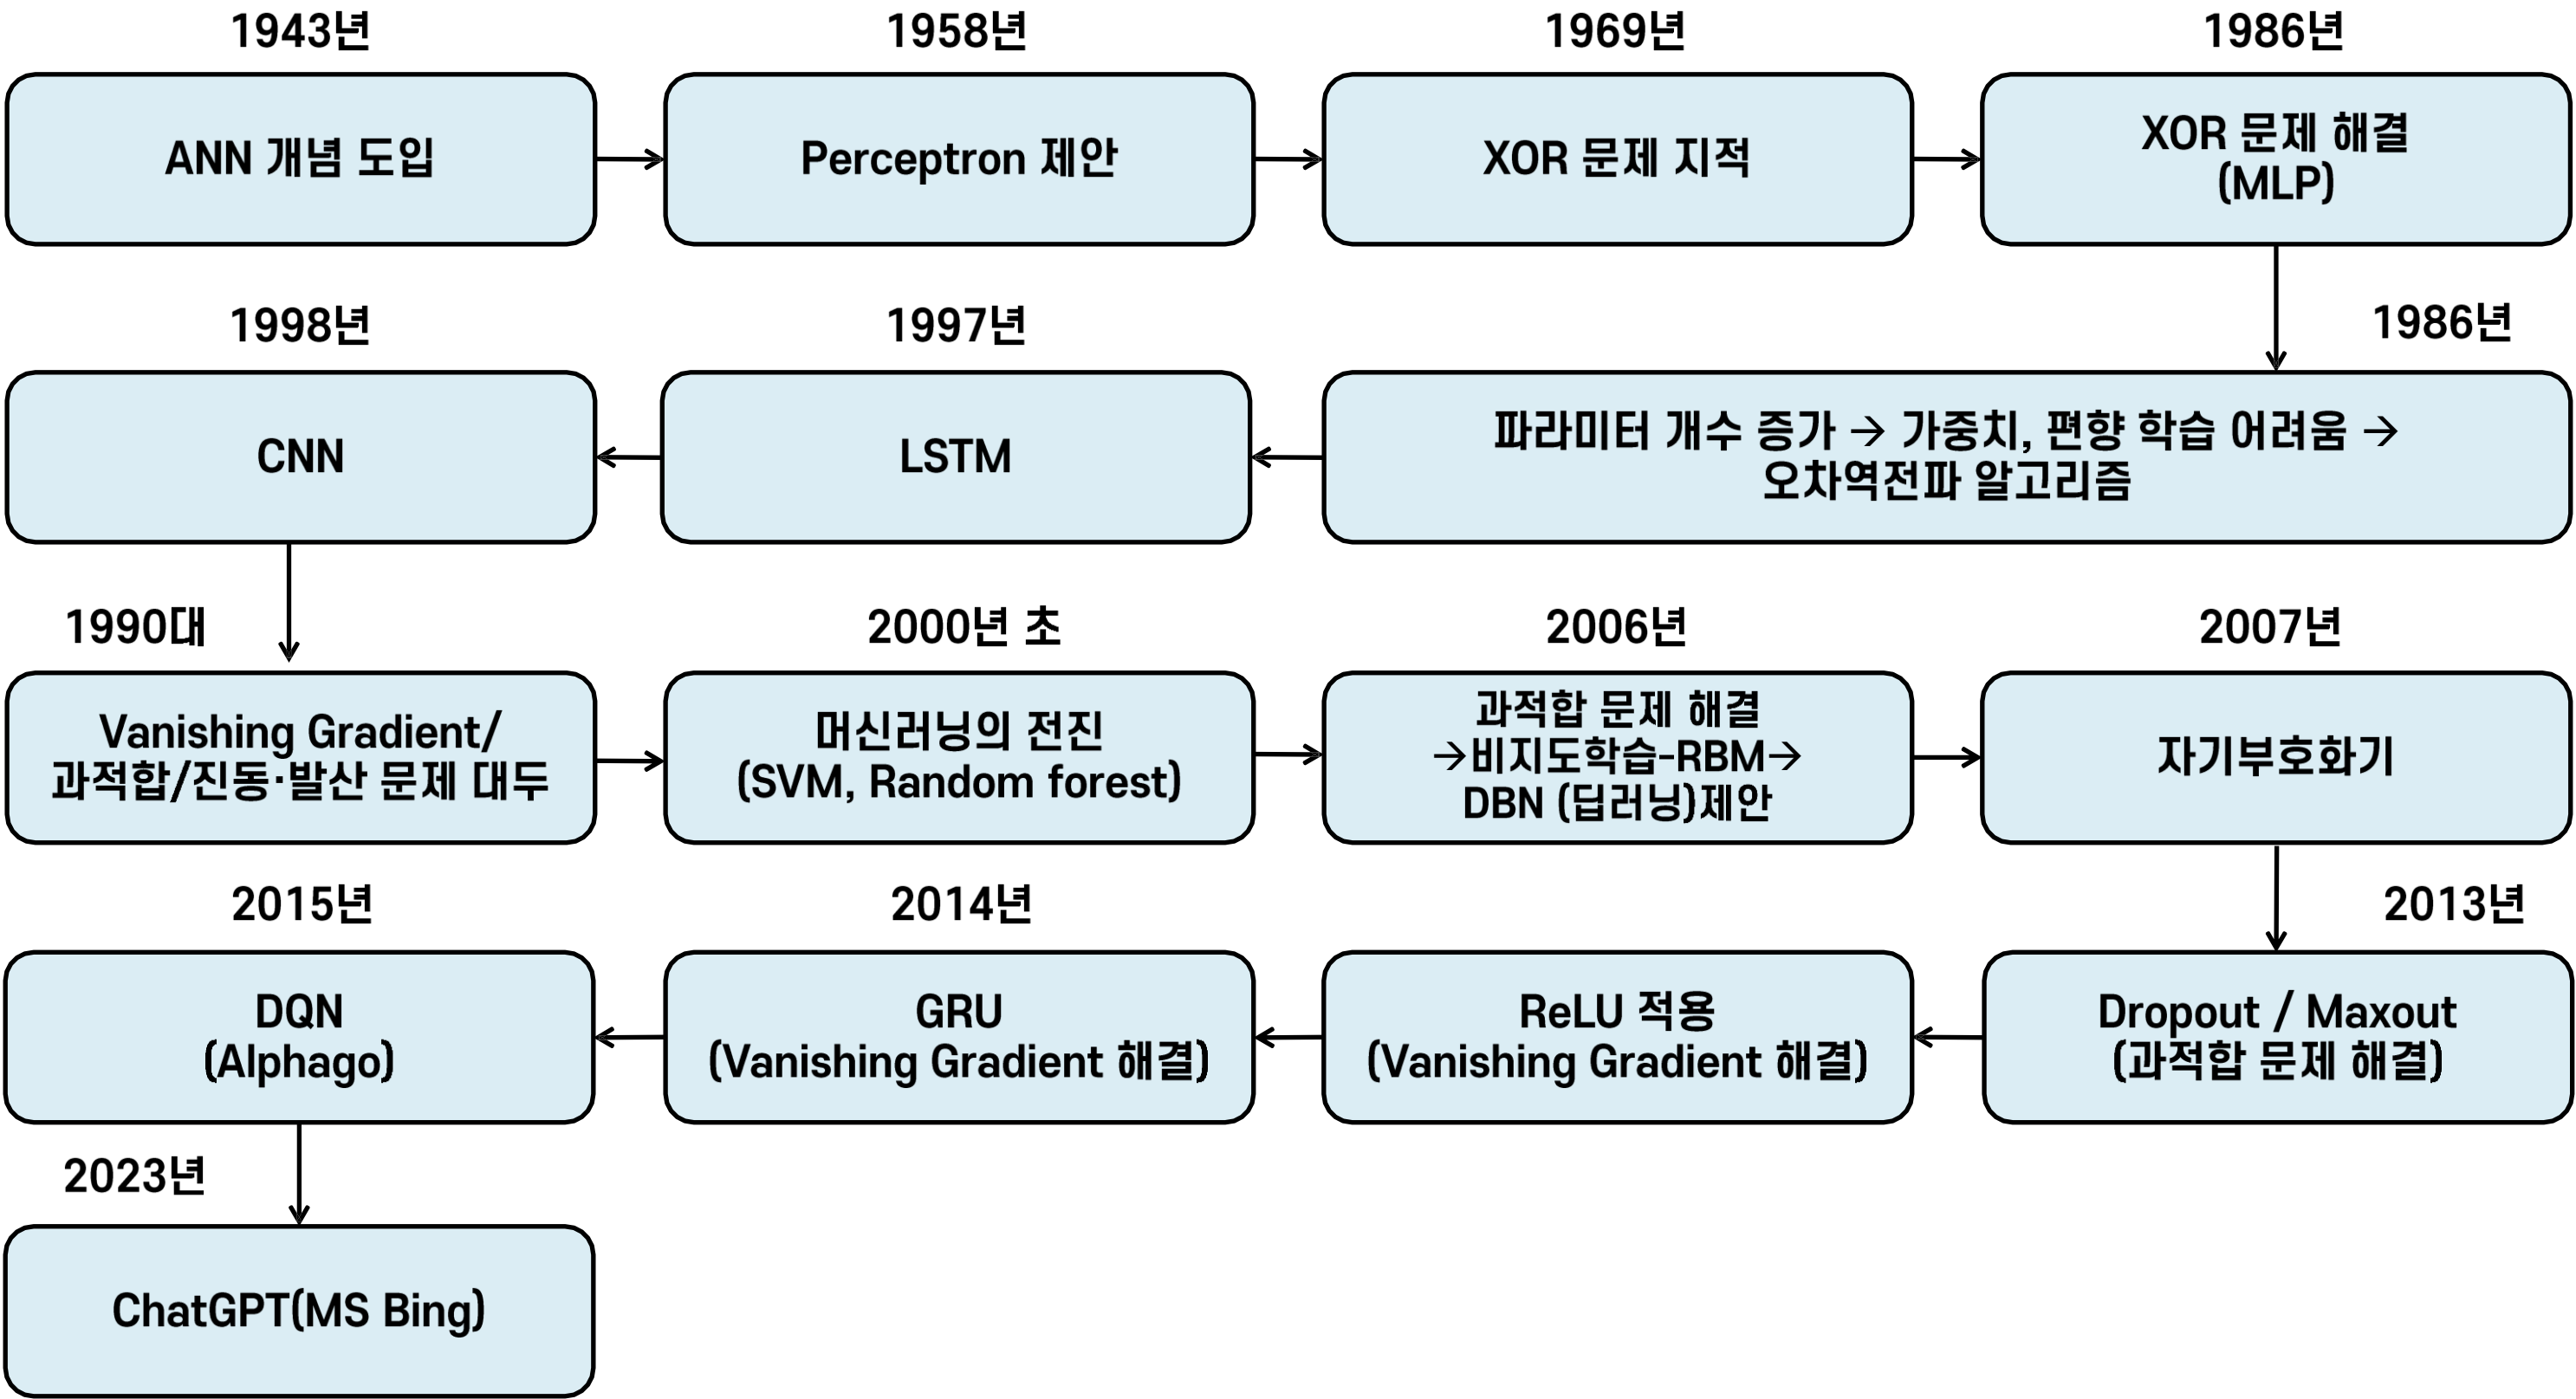 1943년
ANN 개념 도입
1958년
Perceptron 제안
1969년
XOR 문제 지적
1986년
XOR 문제 해결
(MLP)
1986년
파라미터 개수 증가 → 가중치, 편향 학습 어려움 →
오차역전파 알고리즘
1997년
LSTM
1998년
CNN
1990대
Vanishing Gradient/
과적합/진동·발산 문제 대두
2000년 초
머신러닝의 전진
(SVM, Random forest)
2006년
과적합 문제 해결
→비지도학습-RBM→
DBN (딥러닝)제안
2007년
자기부호화기
2013년
Dropout / Maxout
(과적합 문제 해결)
ReLU 적용
(Vanishing Gradient 해결)
2014년
GRU
(Vanishing Gradient 해결)
2015년
DQN
(Alphago)
2023년
ChatGPT(MS Bing)